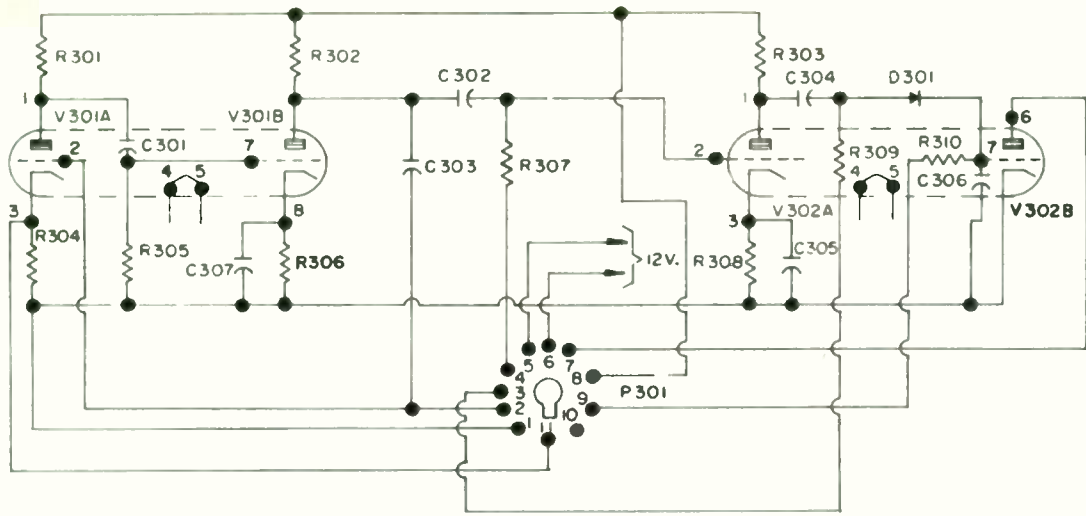 R301
R302
R303
C302
C304
D301
1
V301A
V301B
1
6
C301
2
7
4
5
C303
R307
2
R309
4
5
R310
7
C306
V302A
V302B
3
R304
8
3
R305
C307
R306
12V.
R308
C305
5
6
7
4
8
3
P301
2
9
1
11
10